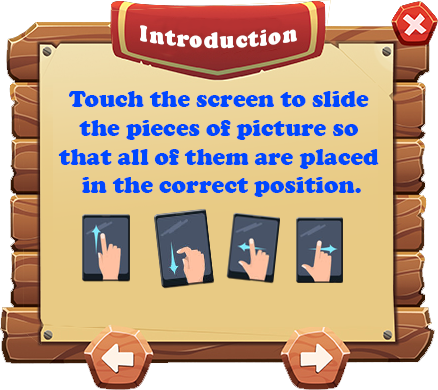 Introduction
Touch the screen to slide
the pieces of picture so
that all of them are placed
in the correct position.